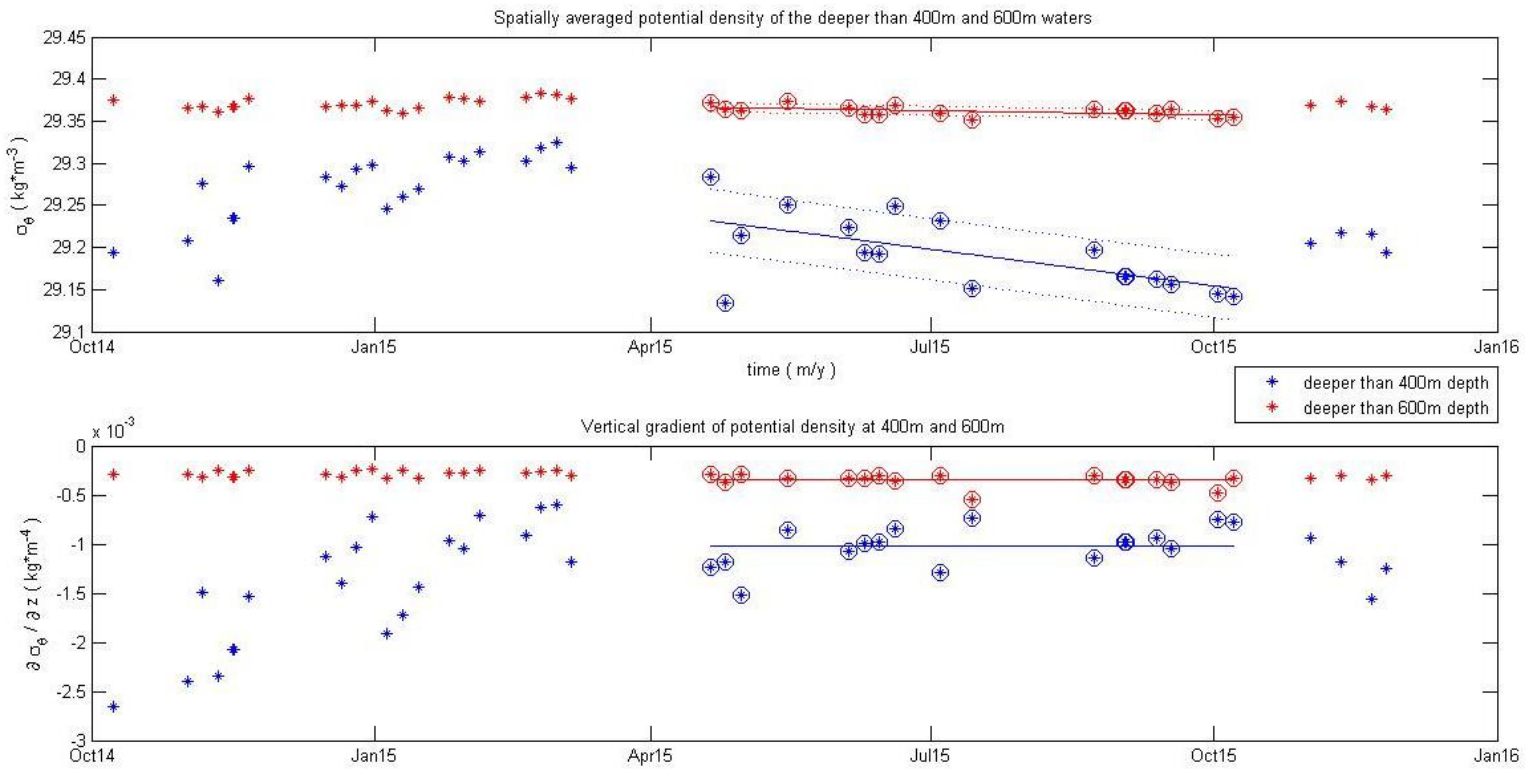 Spatially averaged potential density of the deeper than 400m and 600m waters
29.45
29.4
29.35
29.3
29.25
29.2
29.15
29.1
σθ ( kg*m-3 )
Oct14 Jan15 Apr15 Jul15 Oct15 Jan16
time ( m/y )
deeper than 400m depth
deeper than 600m depth
x 10-3
Vertical gradient of potential density at 400m and 600m
0
-0.5
-1
-1.5
-2
-2.5
-3
∂ σθ / ∂ z ( kg*m-4 )
Oct14 Jan15 Apr15 Jul15 Oct15 Jan16